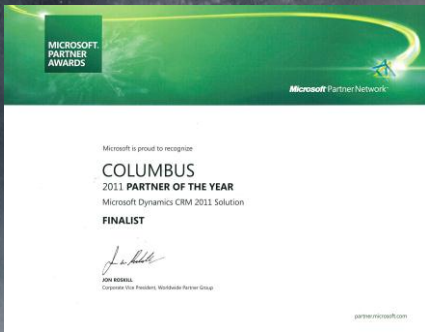 MICROSOFT
PARTNER
AWARDS
Microsoft Partner Network
Microsoft is proud to recognize
COLUMBUS
2011 PARTNER OF THE YEAR
Microsoft Dynamics CRM 2011 Solution
FINALIST
JON ROSKILL
Corporate Vice President, Worldwide Partner Group
partner.microsoft.com